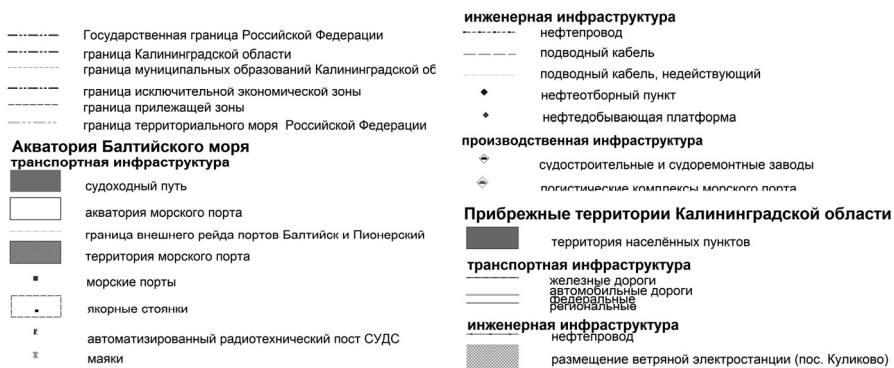 Государственная граница Российской Федерации
граница Калининградской области
граница муниципальных образований Калининградской об
граница исключительной экономической зоны
граница прилежащей зоны
граница территориального моря Российской Федерации
Акватория Балтийского моря
транспортная инфраструктура
судоходный путь
акватория морского порта
граница внешнего рейда портов Балтийск и Пионерский
территория морского порта
морские порты
якорные стоянки
автоматизированный радиотехнический пост СУДС
маяки
инженерная инфраструктура
нефтепровод
подводный кабель
подводный кабель, недействующий
нефтеотборный пункт
нефтедобывающая платформа
производственная инфраструктура
судостроительные и судоремонтные заводы
логистические комплексы морского порта
Прибрежные территории Калининградской области
территория населённых пунктов
транспортная инфраструктура
железные дороги
автомобильные дороги
федеральные
региональные
инженерная инфраструктура
нефтепровод
размещение ветряной электростанции (пос. Куликово)